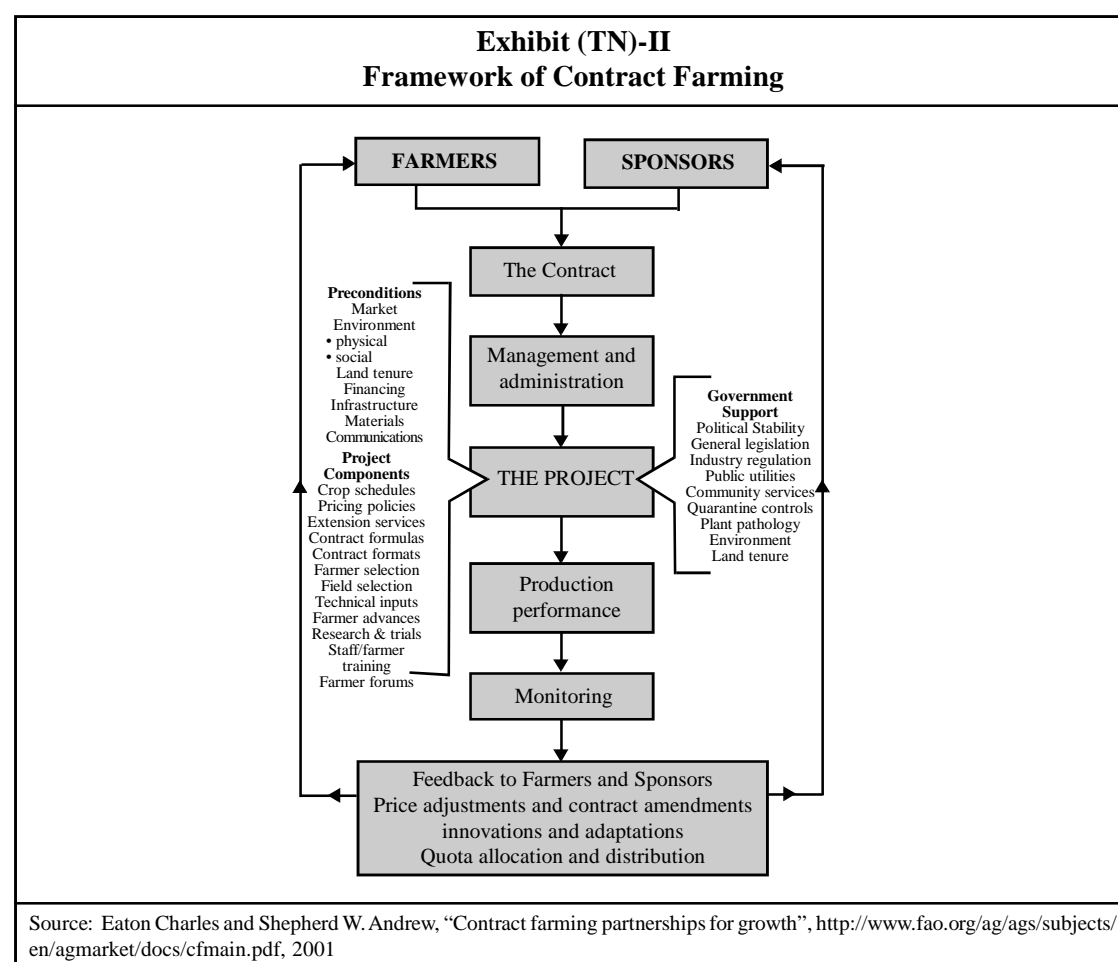 Exhibit (TN)-II
Framework of Contract Farming
FARMERS
SPONSORS
The Contract
Preconditions
Market
Environment
• physical
• social
Land tenure
Financing
Infrastructure
Materials
Communications
Project
Components
Crop schedules
Pricing policies
Extension services
Contract formulas
Contract formats
Farmer selection
Field selection
Technical inputs
Farmer advances
Research & trials
Staff/farmer
training
Farmer forums
Management and
administration
THE PROJECT
Government
Support
Political Stability
General legislation
Industry regulation
Public utilities
Community services
Quarantine controls
Plant pathology
Environment
Land tenure
Production
performance
Monitoring
Feedback to Farmers and Sponsors
Price adjustments and contract amendments
innovations and adaptations
Quota allocation and distribution
Source: Eaton Charles and Shepherd W. Andrew, “Contract farming partnerships for growth”, http://www.fao.org/ag/ags/subjects/
en/agmarket/docs/cfmain.pdf, 2001